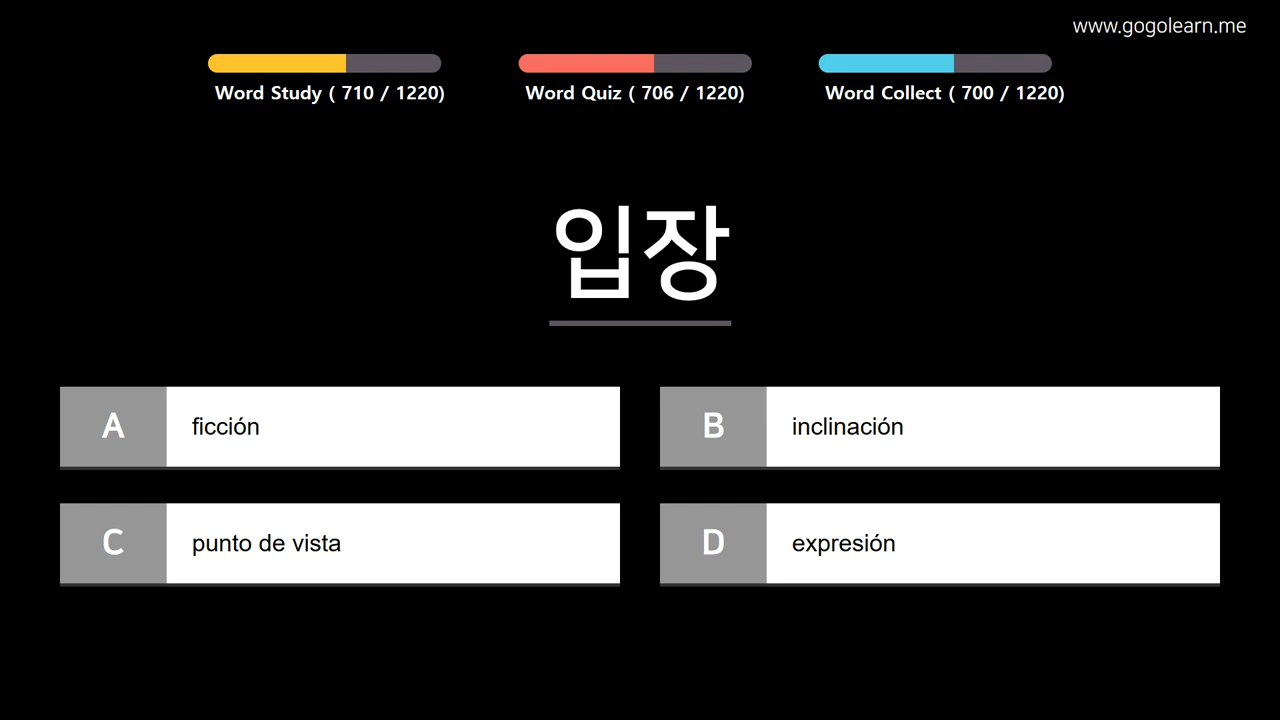 www.gogolearn.me
Word Study ( 710 / 1220)
Word Quiz ( 706 / 1220)
Word Collect ( 700 / 1220)
입장
A
ficción
B
inclinación
C
punto de vista
D
expresión